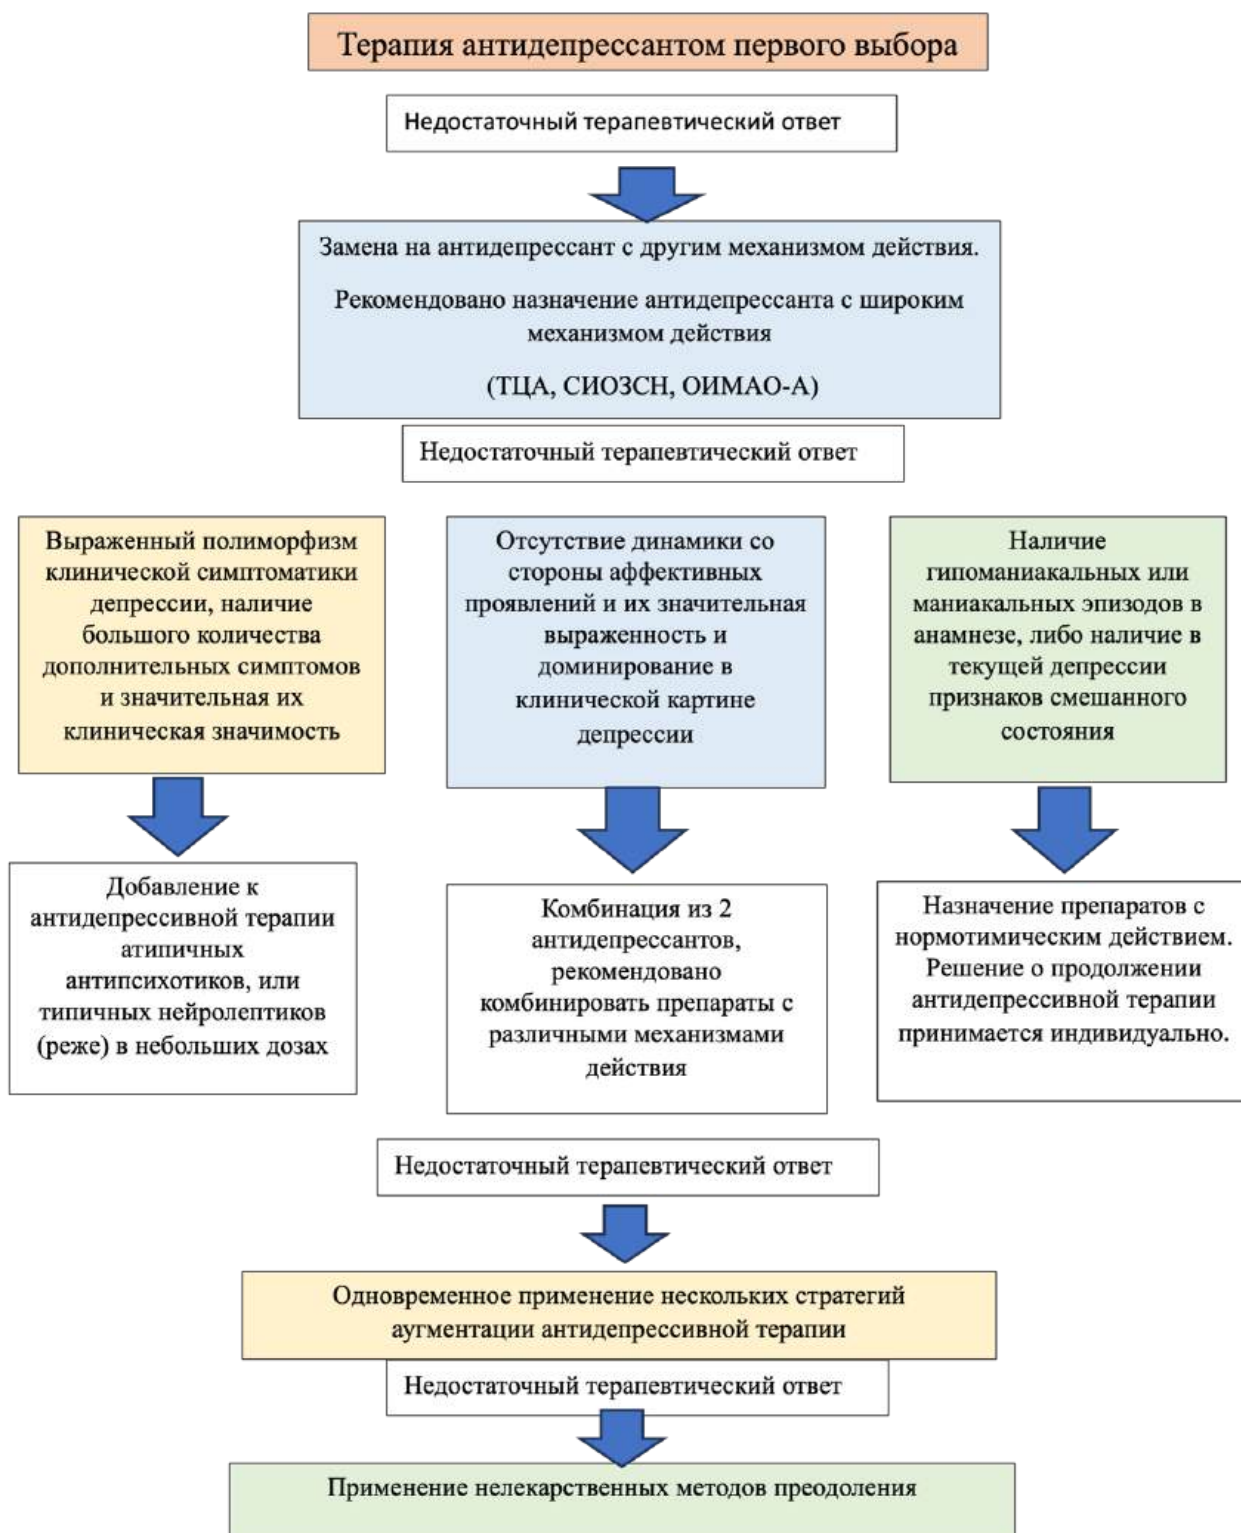 Терапия антидепрессантом первого выбора
Недостаточный терапевтический ответ
Замена на антидепрессант с другим механизмом действия.
Рекомендовано назначение антидепрессанта с широким
механизмом действия
(ТЦА, СИОЗСН, ОИМАО-А)
Недостаточный терапевтический ответ
Выраженный полиморфизм
клинической симптоматики
депрессии, наличие
большого количества
дополнительных симптомов
и значительная их
клиническая значимость
Отсутствие динамики со
стороны аффективных
проявлений и их значительная
выраженность и
доминирование в
клинической картине
депрессии
Наличие
гипоманиакальных или
маниакальных эпизодов в
анамнезе, либо наличие в
текущей депрессии
признаков смешанного
состояния
Добавление к
антидепрессивной терапии
атипичных
антипсихотиков, или
типичных нейролептиков
(реже) в небольших дозах
Комбинация из 2
антидепрессантов,
рекомендовано
комбинировать препараты с
различными механизмами
действия
Назначение препаратов с
нормотимическим действием.
Решение о продолжении
антидепрессивной терапии
принимается индивидуально.
Недостаточный терапевтический ответ
Одновременное применение нескольких стратегий
аугментации антидепрессивной терапии
Недостаточный терапевтический ответ
Применение нелекарственных методов преодоления